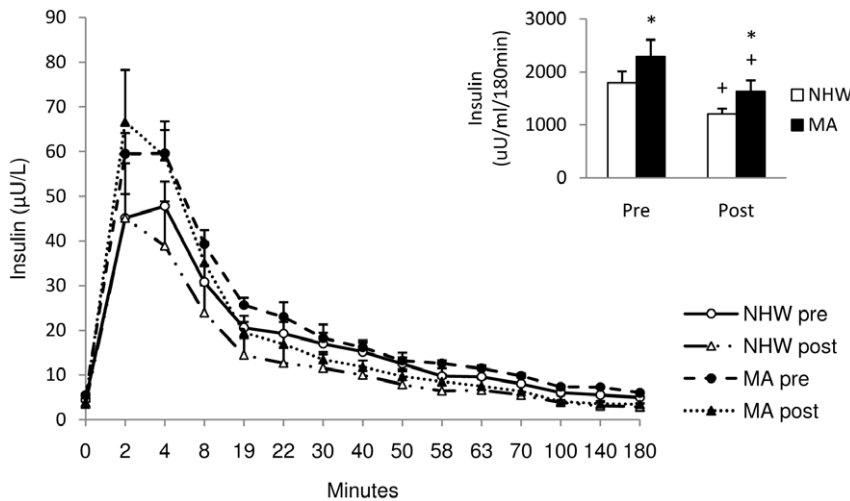 90
80
70
60
50
40
30
20
10
0
Insulin (µU/L)
0 2 4 8 19 22 30 40 50 58 63 70 100 140 180
Minutes
3000
2000
1000
0
Insulin
(uU/ml/180min)
*
*
+
+
Pre Post
NHW
MA
NHW pre
NHW post
MA pre
MA post